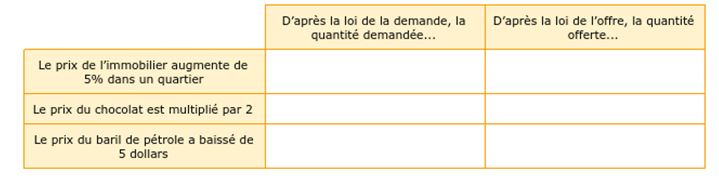 D'après la loi de la demande, la
quantité demandée...
D'après la loi de l'offre, la quantité
offerte...
Le prix de l'immobilier augmente de
5% dans un quartier
Le prix du chocolat est multiplié par 2
Le prix du baril de pétrole a baissé de
5 dollars